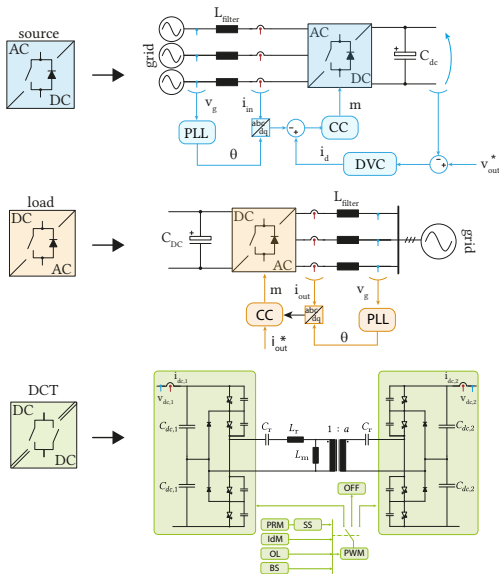 source
AC
DC
grid
L_filter
AC
DC
C_dc
v_g
i_in
m
PLL
abc
dq
-
+
CC
θ
i_d
DVC
-
+
v*_out
load
DC
AC
C_DC
DC
AC
L_filter
grid
m
i_out
v_g
CC
abc
dq
PLL
i*_out
θ
DCT
DC
DC
i_dc,1
v_dc,1
C_dc,1
C_dc,1
C_r
L_r
L_m
1 : a
C_r
i_dc,2
v_dc,2
C_dc,2
C_dc,2
OFF
PRM
SS
IdM
OL
PWM
BS